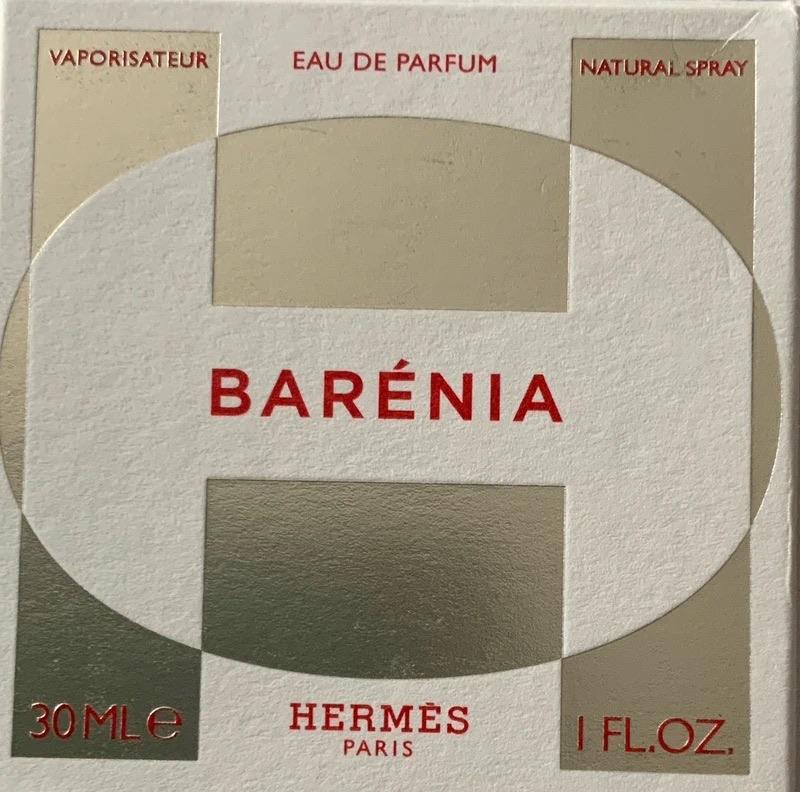 VAPORISATEUR
EAU DE PARFUM
NATURAL SPRAY
BARÉNIA
30 ML ℮
HERMÈS
PARIS
1 FL.OZ.